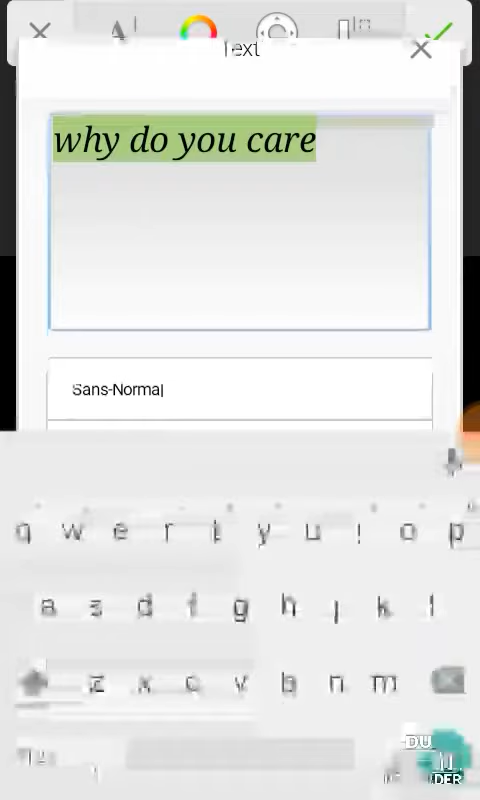 Text
why do you care
Sans-Normal
q w e r t y u i o p
a s d f g h j k l
z x c v b n m